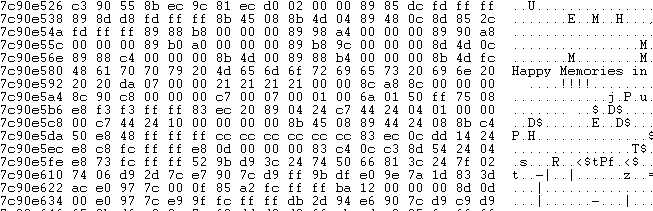 7c90e526 c3 90 55 8b ec 9c 81 ec d0 02 00 00 89 85 dc fd ff ff ..U...............
7c90e538 89 8d d8 fd ff ff 8b 45 08 8b 4d 04 89 48 0c 8d 85 2c .......E..M..H...,
7c90e54a fd ff ff 89 88 b8 00 00 00 89 98 a4 00 00 00 89 90 a8 ..................
7c90e55c 00 00 00 89 b0 a0 00 00 00 89 b8 9c 00 00 00 8d 4d 0c ................M.
7c90e56e 89 88 c4 00 00 00 8b 4d 00 89 88 b4 00 00 00 8b 4d fc .......M........M.
7c90e580 48 61 70 70 79 20 4d 65 6d 6f 72 69 65 73 20 69 6e 20 Happy Memories in
7c90e592 20 20 da 07 00 00 21 21 21 21 00 00 8c a8 8c 00 00 00 ....!!!!........
7c90e5a4 8c 90 c8 00 00 00 c7 00 07 00 01 00 6a 01 50 ff 75 08 ............j.P.u.
7c90e5b6 e8 f3 f3 ff ff 83 ec 20 89 04 24 c7 44 24 04 01 00 00 ....... ..$.D$....
7c90e5c8 00 c7 44 24 10 00 00 00 00 8b 45 08 89 44 24 08 8b c4 ..D$......E..D$...
7c90e5da 50 e8 48 ff ff ff cc cc cc cc cc 83 ec 0c dd 14 24 P.H.............$
7c90e5ec e8 c8 fc ff ff e8 0d 00 00 00 83 c4 0c c3 8d 54 24 04 ...............T$.
7c90e5fe e8 73 fc ff ff 52 9b d9 3c 24 74 50 66 81 3c 24 7f 02 .s...R..<$tPf.<$..
7c90e610 74 06 d9 2d 7c e7 90 7c d9 ff 9b df e0 9e 7a 1d 83 3d t..-|..|......z..=
7c90e622 ac e0 97 7c 00 0f 85 a2 fc ff ff ba 12 00 00 00 8d 0d ...|..............
7c90e634 00 e0 97 7c e9 9f fc ff ff db 2d 94 e6 90 7c d9 c9 d9 ...|......-...|...